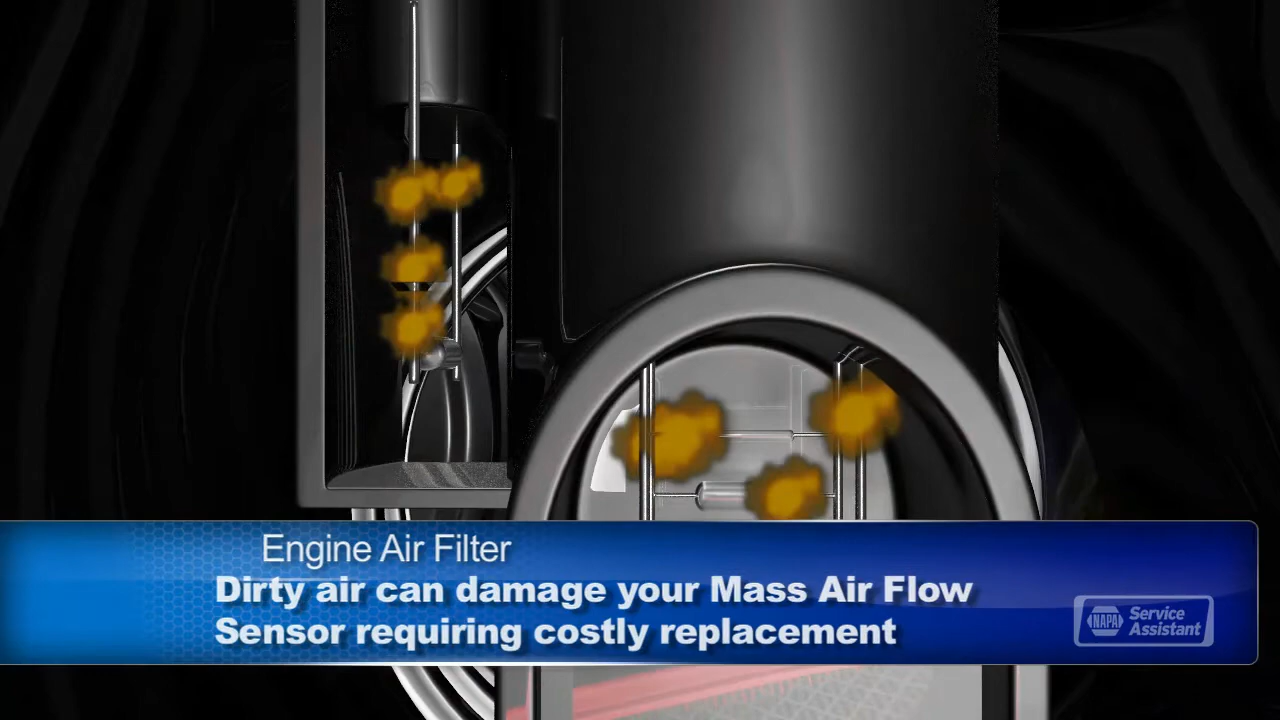 Engine Air Filter
Dirty air can damage your Mass Air Flow
Sensor requiring costly replacement
NAPA Service
Assistant